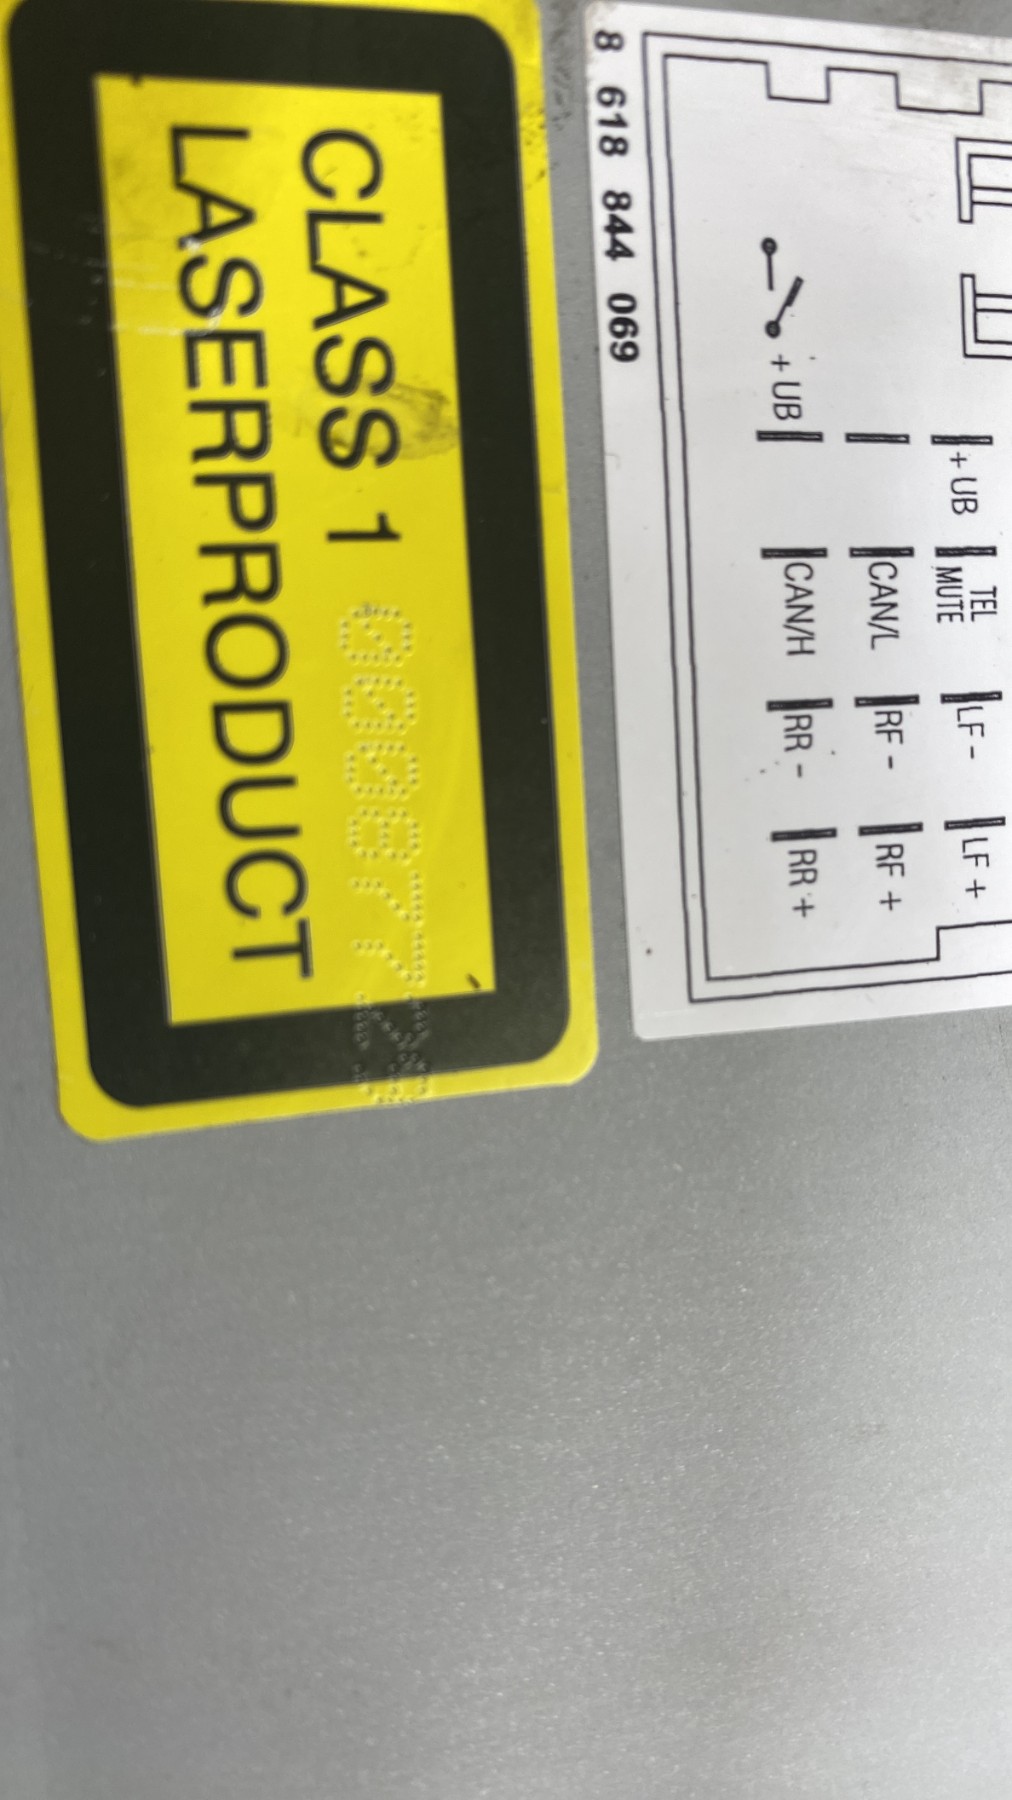 + UB TEL MUTE LF - LF +
CAN/L RF - RF +
+ UB CAN/H RR - RR +
8 618 844 069
CLASS 1
LASERPRODUCT